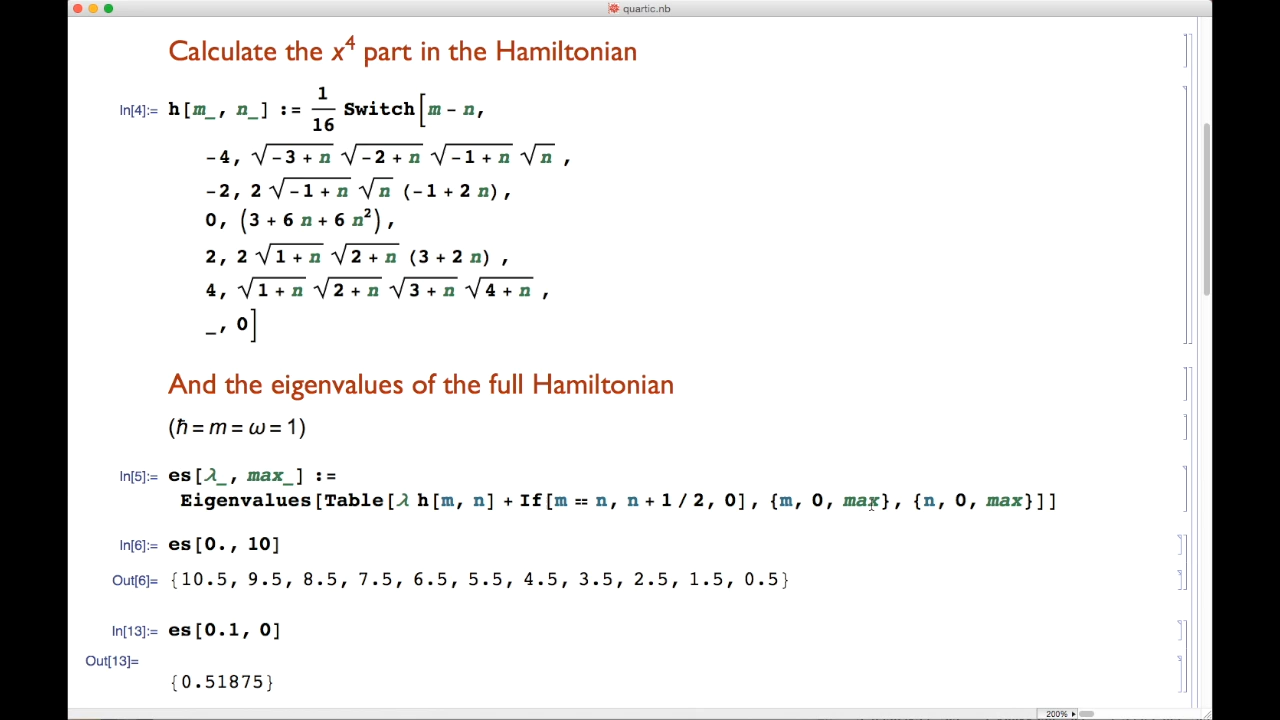 quartic.nb
Calculate the x⁴ part in the Hamiltonian
In[4]:= h[m_, n_] := 1/16 Switch[m - n,
-4, √(-3 + n) √(-2 + n) √(-1 + n) √n ,
-2, 2 √(-1 + n) √n (-1 + 2 n),
0, (3 + 6 n + 6 n²),
2, 2 √(1 + n) √(2 + n) (3 + 2 n) ,
4, √(1 + n) √(2 + n) √(3 + n) √(4 + n) ,
_, 0]
And the eigenvalues of the full Hamiltonian
(ħ = m = ω = 1)
In[5]:= es[λ_, max_] :=
Eigenvalues[Table[λ h[m, n] + If[m == n, n + 1 / 2, 0], {m, 0, max}, {n, 0, max}]]
In[6]:= es[0., 10]
Out[6]= {10.5, 9.5, 8.5, 7.5, 6.5, 5.5, 4.5, 3.5, 2.5, 1.5, 0.5}
In[13]:= es[0.1, 0]
Out[13]=
{0.51875}
200%